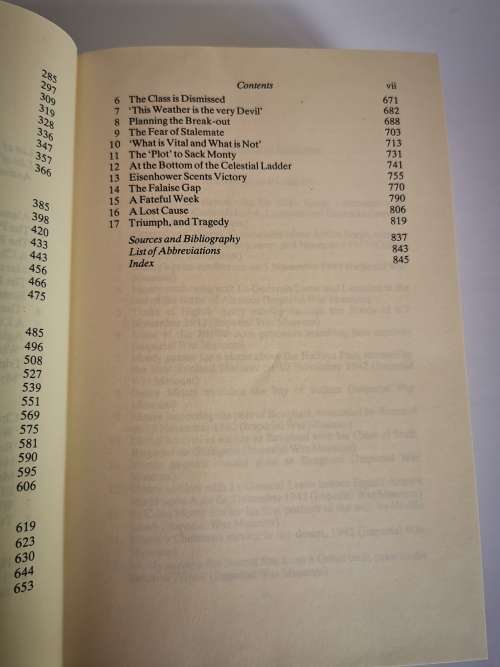 285
297
309
319
328
336
347
357
366
385
398
420
433
443
456
466
475
485
496
508
527
539
551
569
575
581
590
595
606
619
623
630
644
653
Contents vii
6 The Class is Dismissed 671
7 'This Weather is the very Devil' 682
8 Planning the Break-out 688
9 The Fear of Stalemate 703
10 'What is Vital and What is Not' 713
11 The 'Plot' to Sack Monty 731
12 At the Bottom of the Celestial Ladder 741
13 Eisenhower Scents Victory 755
14 The Falaise Gap 770
15 A Fateful Week 790
16 A Lost Cause 806
17 Triumph, and Tragedy 819
Sources and Bibliography 837
List of Abbreviations 843
Index 845